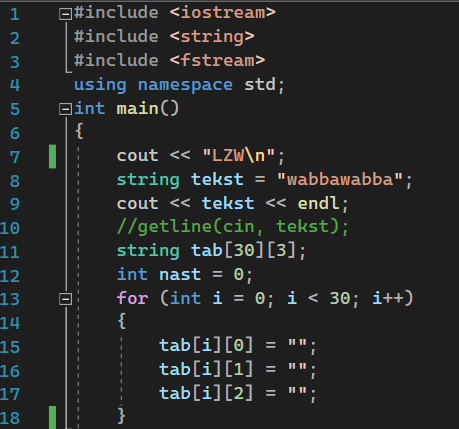 1 #include <iostream>
2 #include <string>
3 #include <fstream>
4 using namespace std;
5 int main()
6 {
7 cout << "LZW\n";
8 string tekst = "wabbawabba";
9 cout << tekst << endl;
10 //getline(cin, tekst);
11 string tab[30][3];
12 int nast = 0;
13 for (int i = 0; i < 30; i++)
14 {
15 tab[i][0] = "";
16 tab[i][1] = "";
17 tab[i][2] = "";
18 }